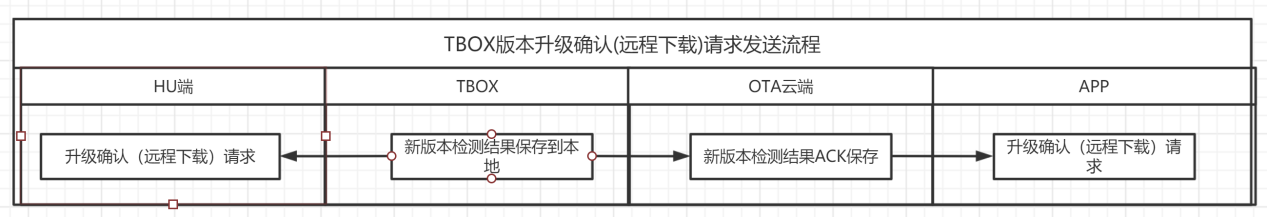 TBOX版本升级确认(远程下载)请求发送流程
HU端
TBOX
OTA云端
APP
升级确认（远程下载）请求
新版本检测结果保存到本
地
新版本检测结果ACK保存
升级确认（远程下载）请
求